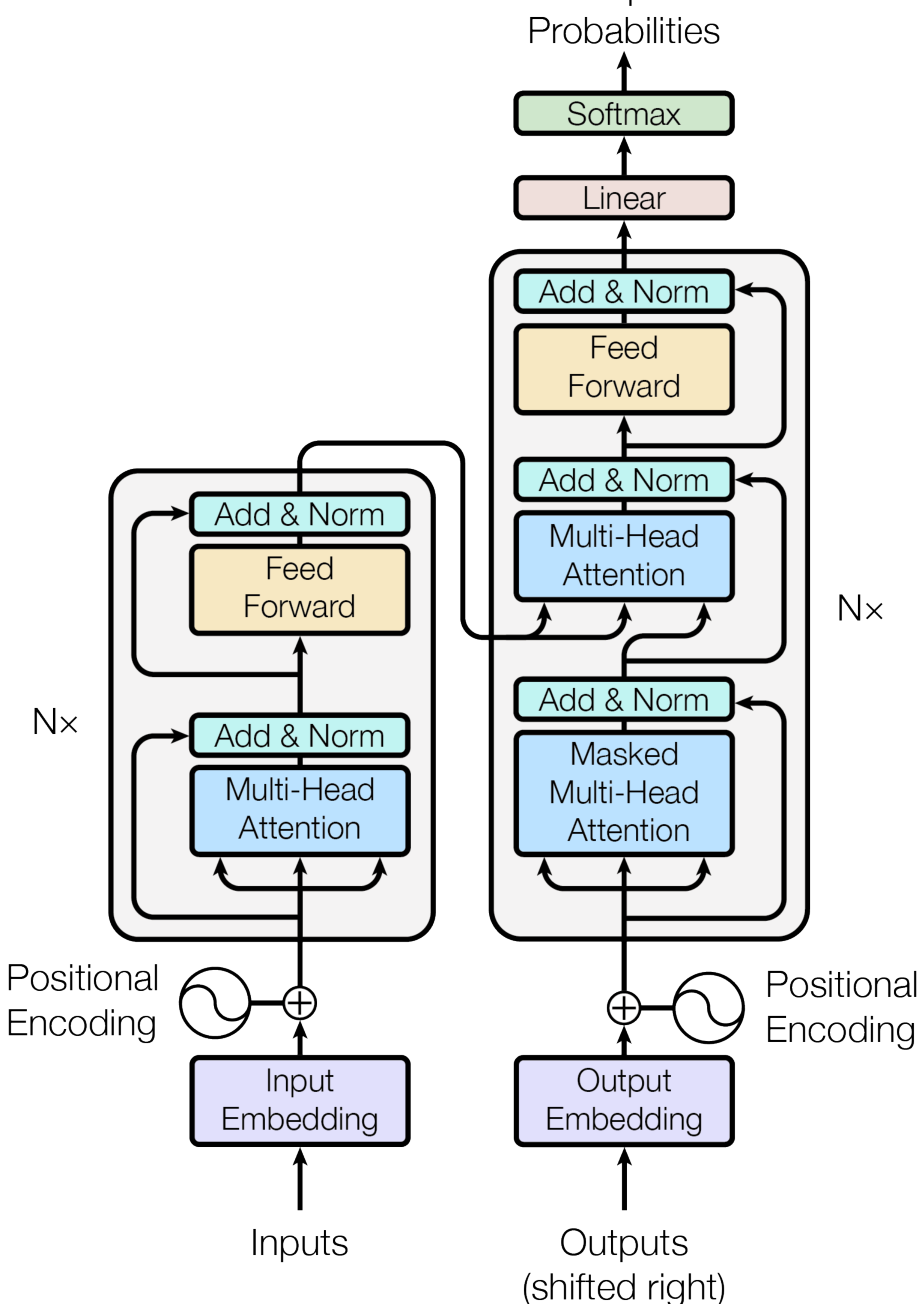 Probabilities
Softmax
Linear
Add & Norm
Feed
Forward
Add & Norm
Multi-Head
Attention
Add & Norm
Masked
Multi-Head
Attention
Nx
Add & Norm
Feed
Forward
Add & Norm
Multi-Head
Attention
Nx
Positional
Encoding
Positional
Encoding
Input
Embedding
Output
Embedding
Inputs
Outputs
(shifted right)